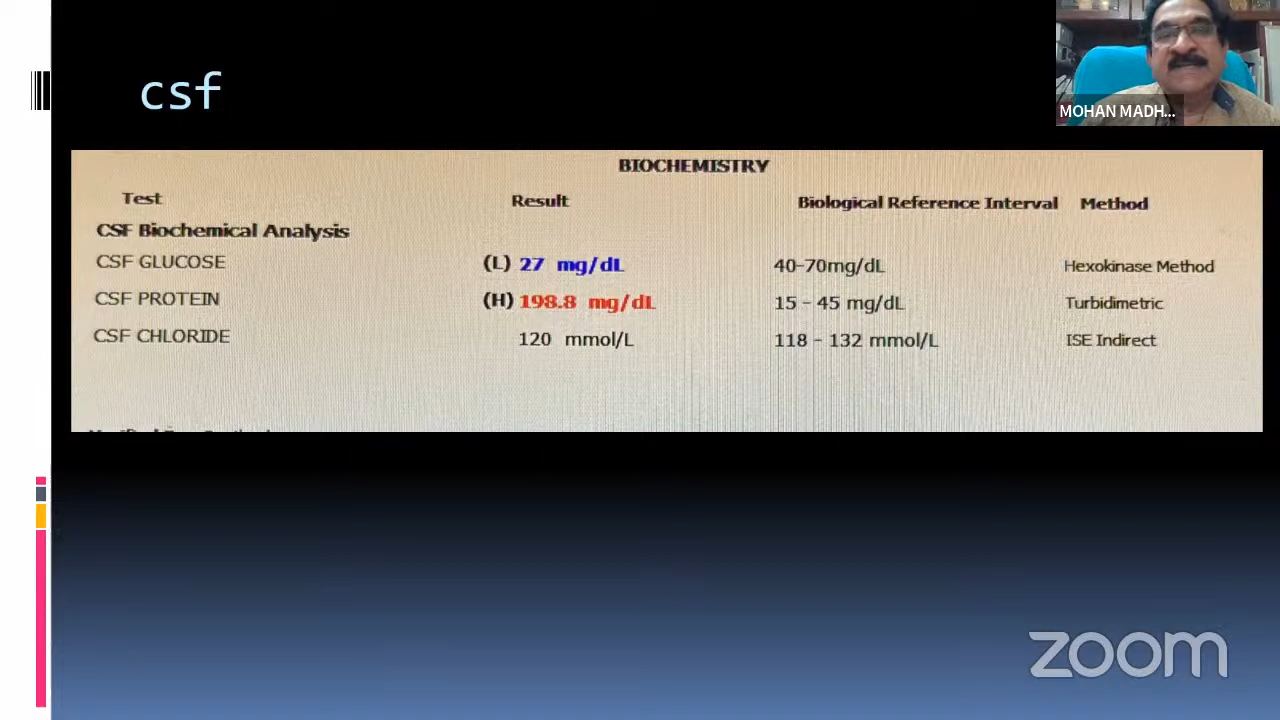 csf
MOHAN MADH...
BIOCHEMISTRY
Test Result Biological Reference Interval Method
CSF Biochemical Analysis
CSF GLUCOSE (L) 27 mg/dL 40-70mg/dL Hexokinase Method
CSF PROTEIN (H) 198.8 mg/dL 15 - 45 mg/dL Turbidimetric
CSF CHLORIDE 120 mmol/L 118 - 132 mmol/L ISE Indirect
zoom